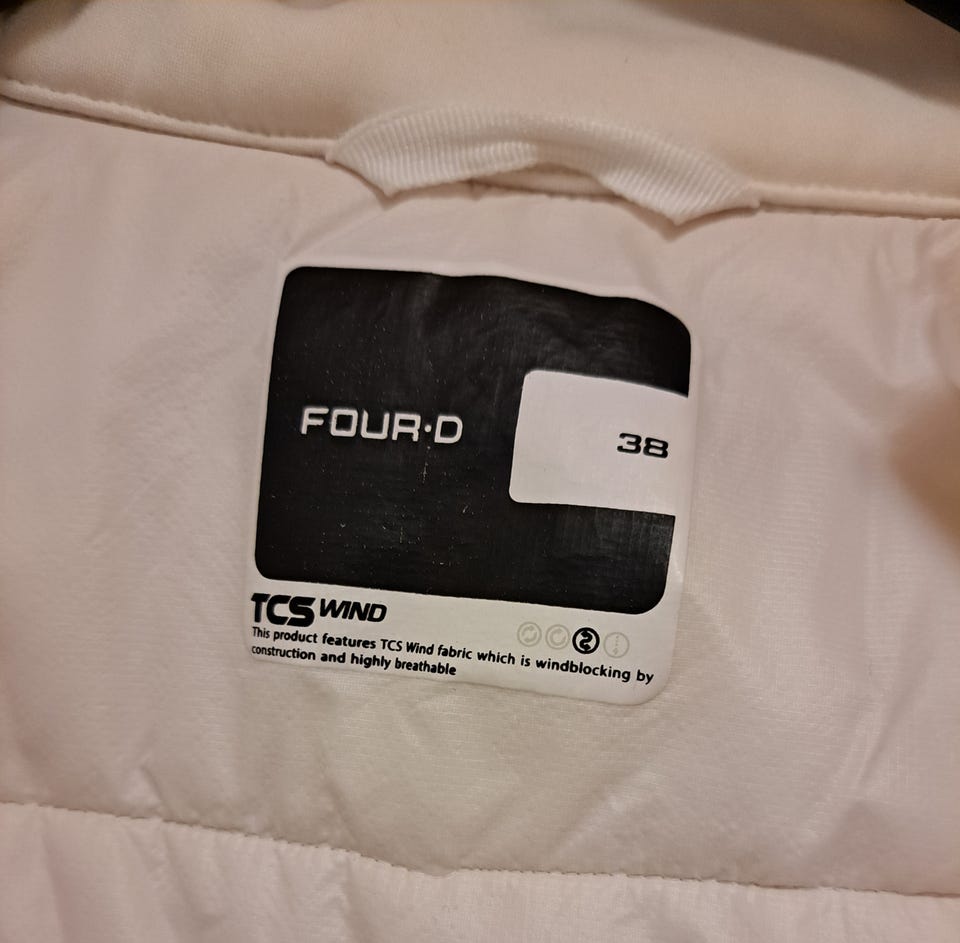 FOUR·D
38
TCS WIND
This product features TCS Wind fabric which is windblocking by
construction and highly breathable